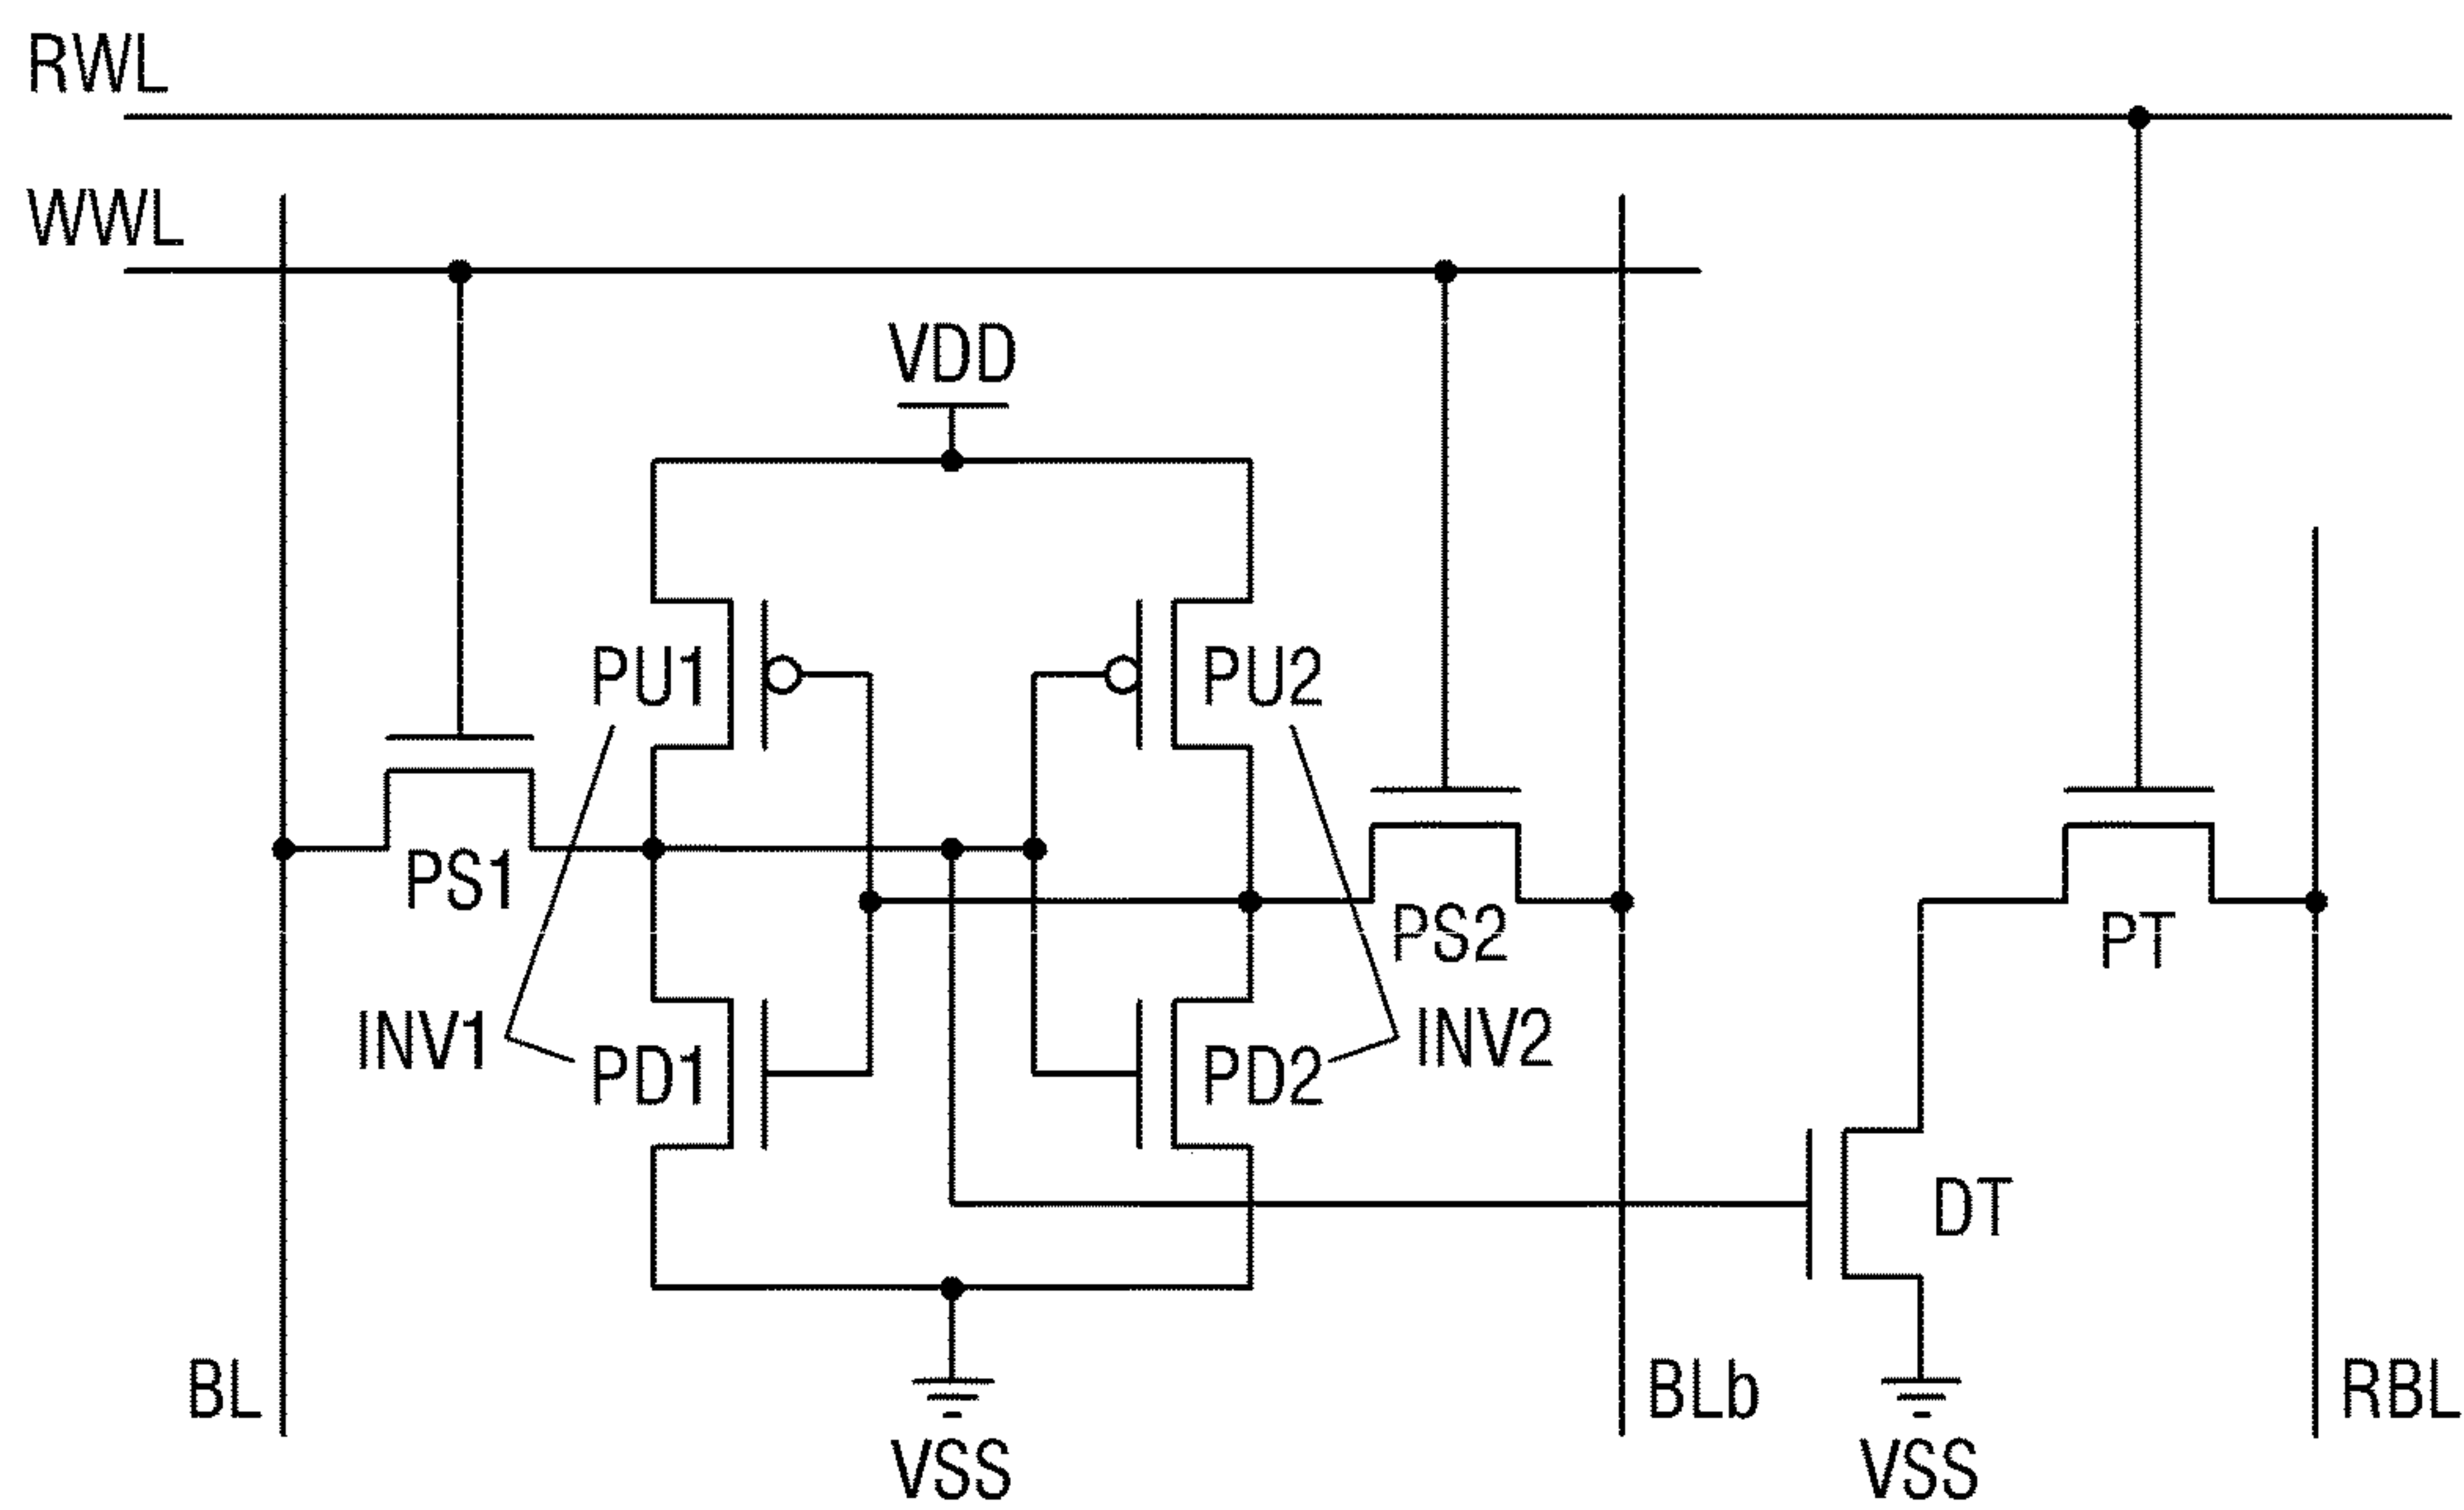 RWL
WWL
VDD
PU1
PU2
PS1
PS2
PT
INV1
PD1
PD2
INV2
DT
BL
BLb
RBL
VSS
VSS